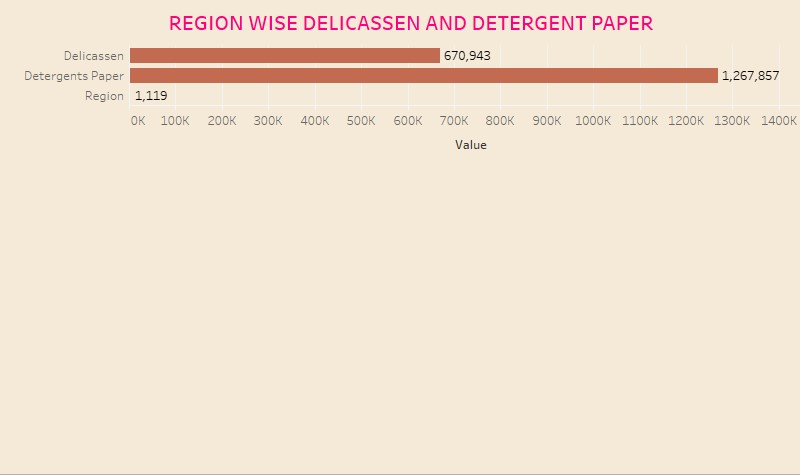 REGION WISE DELICASSEN AND DETERGENT PAPER
Delicassen 670,943
Detergents Paper 1,267,857
Region 1,119
0K 100K 200K 300K 400K 500K 600K 700K 800K 900K 1000K 1100K 1200K 1300K 1400K
Value